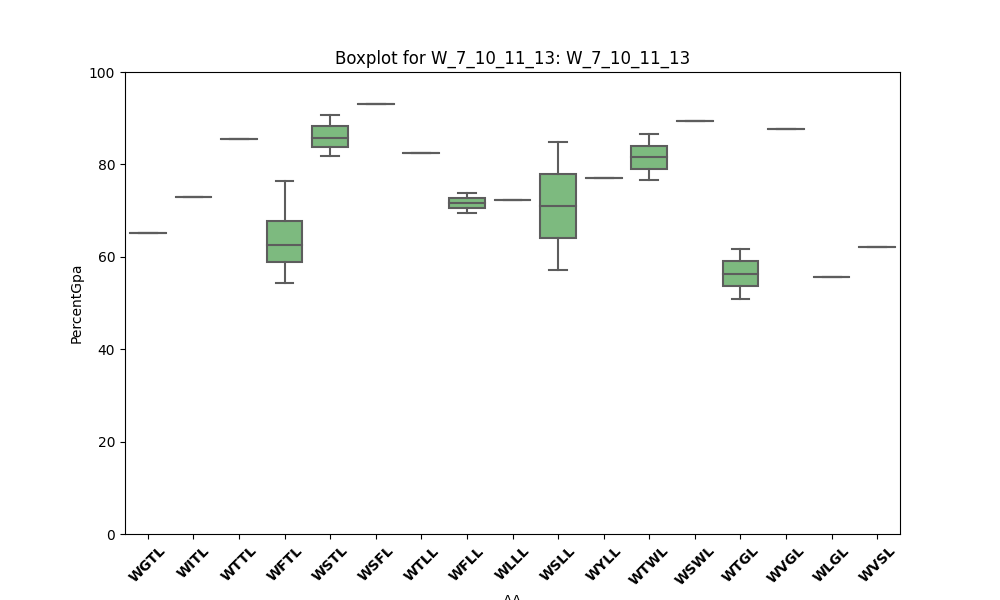 Boxplot for W_7_10_11_13: W_7_10_11_13
100
80
60
40
20
0
PercentGpa
WGTL
WITL
WTTL
WFTL
WSTL
WSFL
WTLL
WFLL
WLLL
WSLL
WYLL
WTWL
WSWL
WTGL
WVGL
WLGL
WVSL
AA